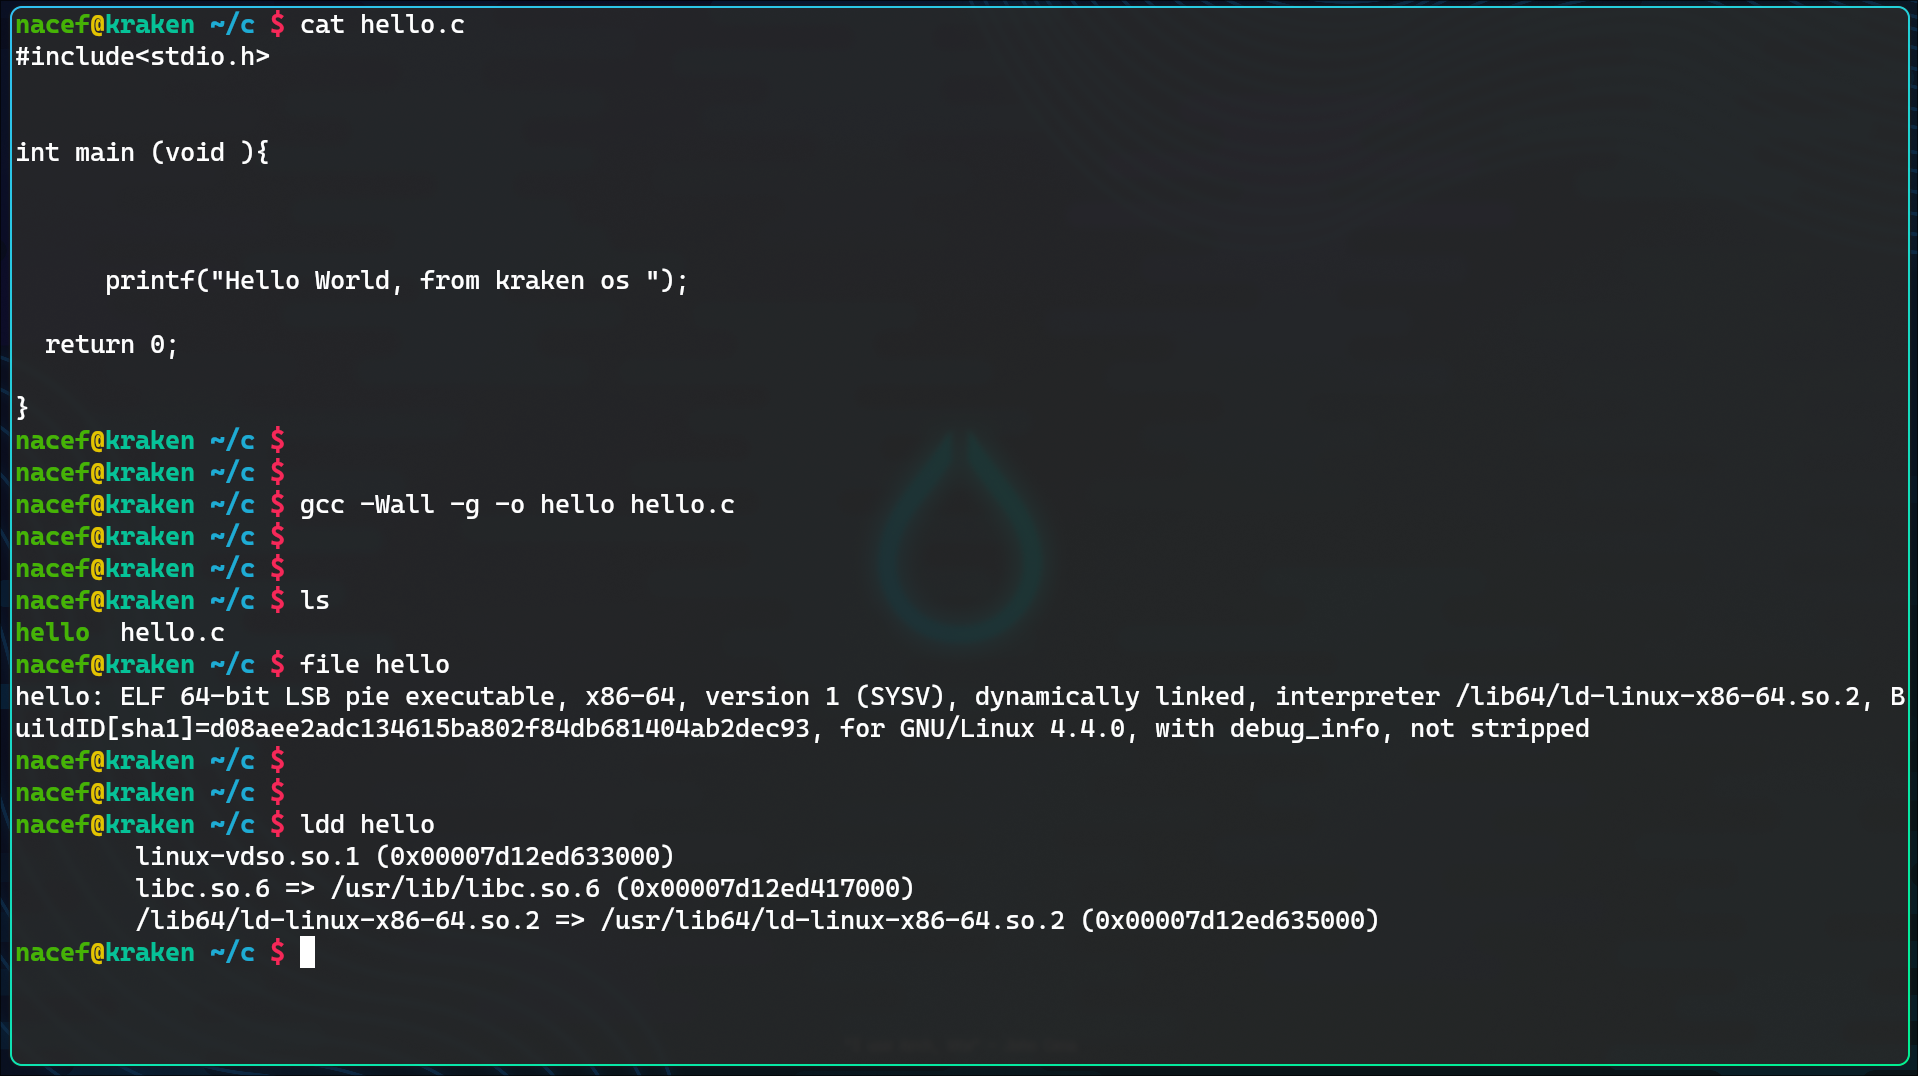 nacef@kraken ~/c $ cat hello.c
#include<stdio.h>
int main (void ){
printf("Hello World, from kraken os ");
return 0;
}
nacef@kraken ~/c $
nacef@kraken ~/c $
nacef@kraken ~/c $ gcc -Wall -g -o hello hello.c
nacef@kraken ~/c $
nacef@kraken ~/c $
nacef@kraken ~/c $ ls
hello  hello.c
nacef@kraken ~/c $ file hello
hello: ELF 64-bit LSB pie executable, x86-64, version 1 (SYSV), dynamically linked, interpreter /lib64/ld-linux-x86-64.so.2, B
uildID[sha1]=d08aee2adc134615ba802f84db681404ab2dec93, for GNU/Linux 4.4.0, with debug_info, not stripped
nacef@kraken ~/c $
nacef@kraken ~/c $
nacef@kraken ~/c $ ldd hello
linux-vdso.so.1 (0x00007d12ed633000)
libc.so.6 => /usr/lib/libc.so.6 (0x00007d12ed417000)
/lib64/ld-linux-x86-64.so.2 => /usr/lib64/ld-linux-x86-64.so.2 (0x00007d12ed635000)
nacef@kraken ~/c $